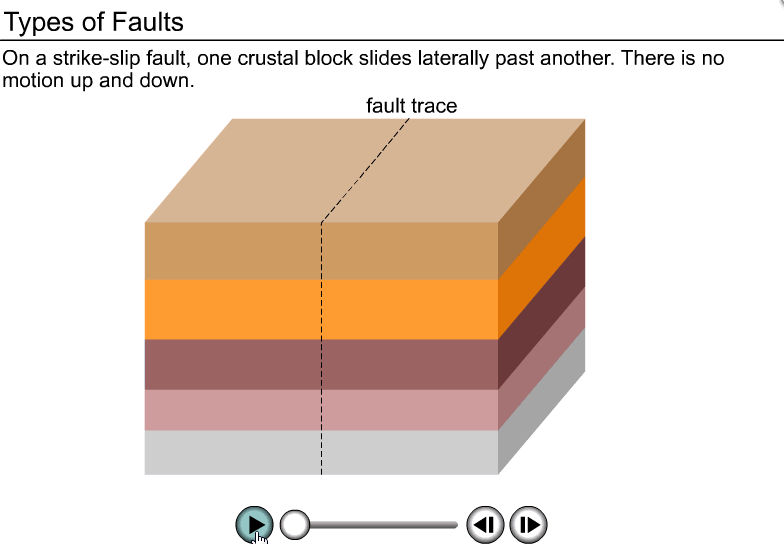 Types of Faults
On a strike-slip fault, one crustal block slides laterally past another. There is no
motion up and down.
fault trace